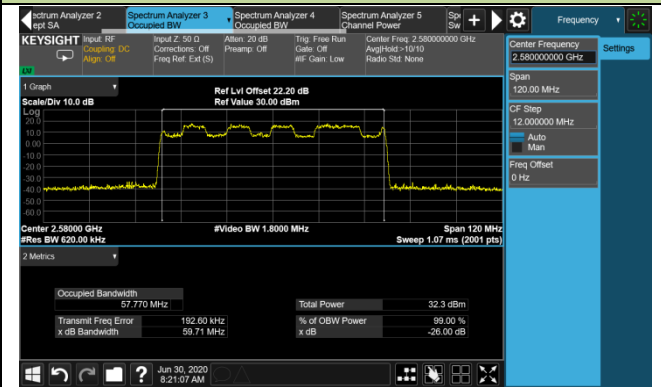 ectrum Analyzer 2
ept SA
Spectrum Analyzer 3
Occupied BW
Spectrum Analyzer 4
Occupied BW
Spectrum Analyzer 5
Channel Power
Sw
Frequency
KEYSIGHT
Input: RF
Coupling: DC
Align: Off
Input Z: 50 Ω
Corrections: Off
Freq Ref: Ext (S)
Atten: 20 dB
Preamp: Off
Trig: Free Run
Gate: Off
#IF Gain: Low
Center Freq: 2.580000000 GHz
Avg|Hold:>10/10
Radio Std: None
Center Frequency
2.580000000 GHz
Settings
Span
120.00 MHz
CF Step
12.000000 MHz
Auto
Man
Freq Offset
0 Hz
1 Graph
Scale/Div 10.0 dB
Ref Lvl Offset 22.20 dB
Ref Value 30.00 dBm
Log
20.0
10.0
0.00
-10.0
-20.0
-30.0
-40.0
-50.0
-60.0
Center 2.58000 GHz
#Res BW 620.00 kHz
#Video BW 1.8000 MHz
Span 120 MHz
Sweep 1.07 ms (2001 pts)
2 Metrics
Occupied Bandwidth
57.770 MHz
Total Power 32.3 dBm
Transmit Freq Error 192.60 kHz
% of OBW Power 99.00 %
x dB Bandwidth 59.71 MHz
x dB -26.00 dB
Jun 30, 2020
8:21:07 AM